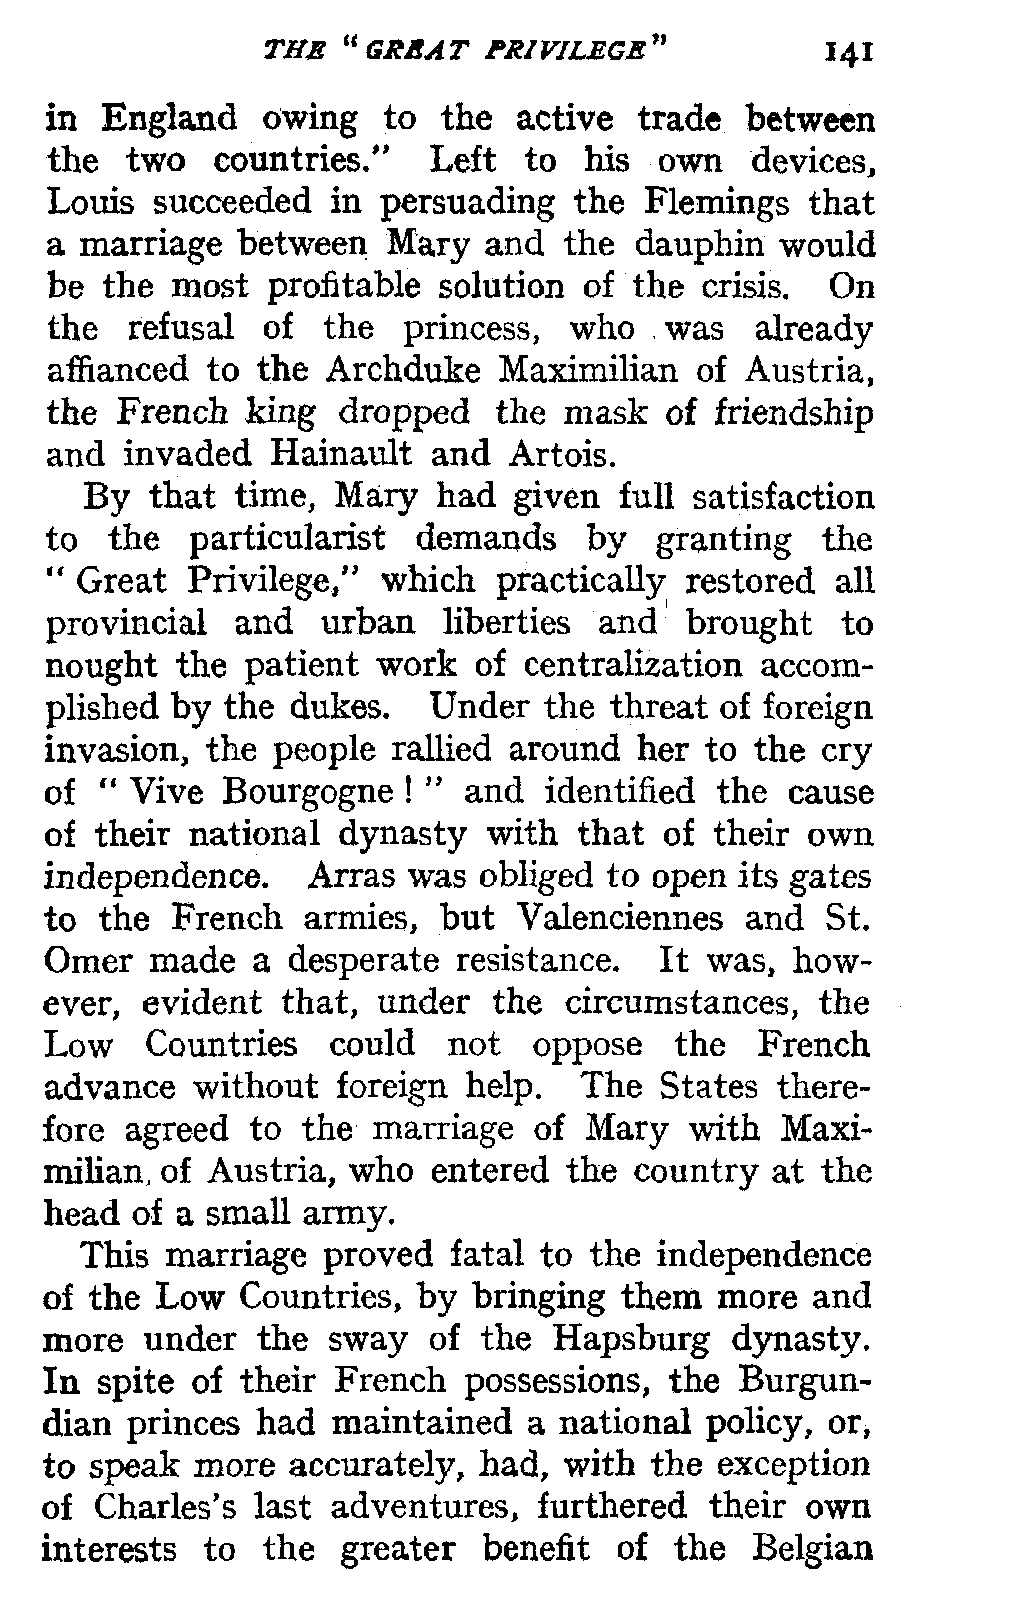 THE "GREAT PRIVILEGE" 141
in England owing to the active trade between
the two countries." Left to his own devices,
Louis succeeded in persuading the Flemings that
a marriage between Mary and the dauphin would
be the most profitable solution of the crisis. On
the refusal of the princess, who was already
affianced to the Archduke Maximilian of Austria,
the French king dropped the mask of friendship
and invaded Hainault and Artois.
By that time, Mary had given full satisfaction
to the particularist demands by granting the
" Great Privilege," which practically restored all
provincial and urban liberties and brought to
nought the patient work of centralization accom-
plished by the dukes. Under the threat of foreign
invasion, the people rallied around her to the cry
of " Vive Bourgogne ! " and identified the cause
of their national dynasty with that of their own
independence. Arras was obliged to open its gates
to the French armies, but Valenciennes and St.
Omer made a desperate resistance. It was, how-
ever, evident that, under the circumstances, the
Low Countries could not oppose the French
advance without foreign help. The States there-
fore agreed to the marriage of Mary with Maxi-
milian, of Austria, who entered the country at the
head of a small army.
This marriage proved fatal to the independence
of the Low Countries, by bringing them more and
more under the sway of the Hapsburg dynasty.
In spite of their French possessions, the Burgun-
dian princes had maintained a national policy, or,
to speak more accurately, had, with the exception
of Charles's last adventures, furthered their own
interests to the greater benefit of the Belgian